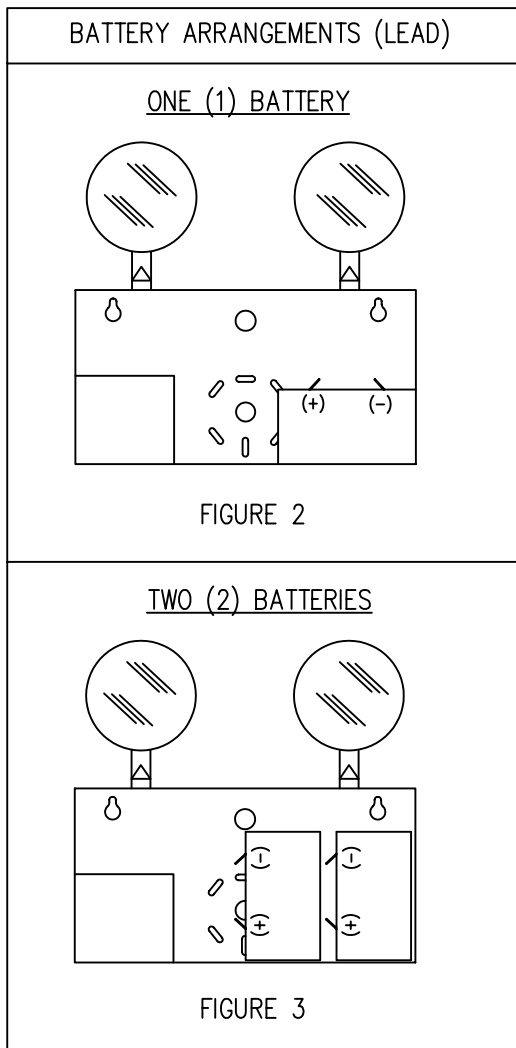 BATTERY ARRANGEMENTS (LEAD)
ONE (1) BATTERY
(+) (-)
FIGURE 2
TWO (2) BATTERIES
(-) (-)
(+) (+)
FIGURE 3